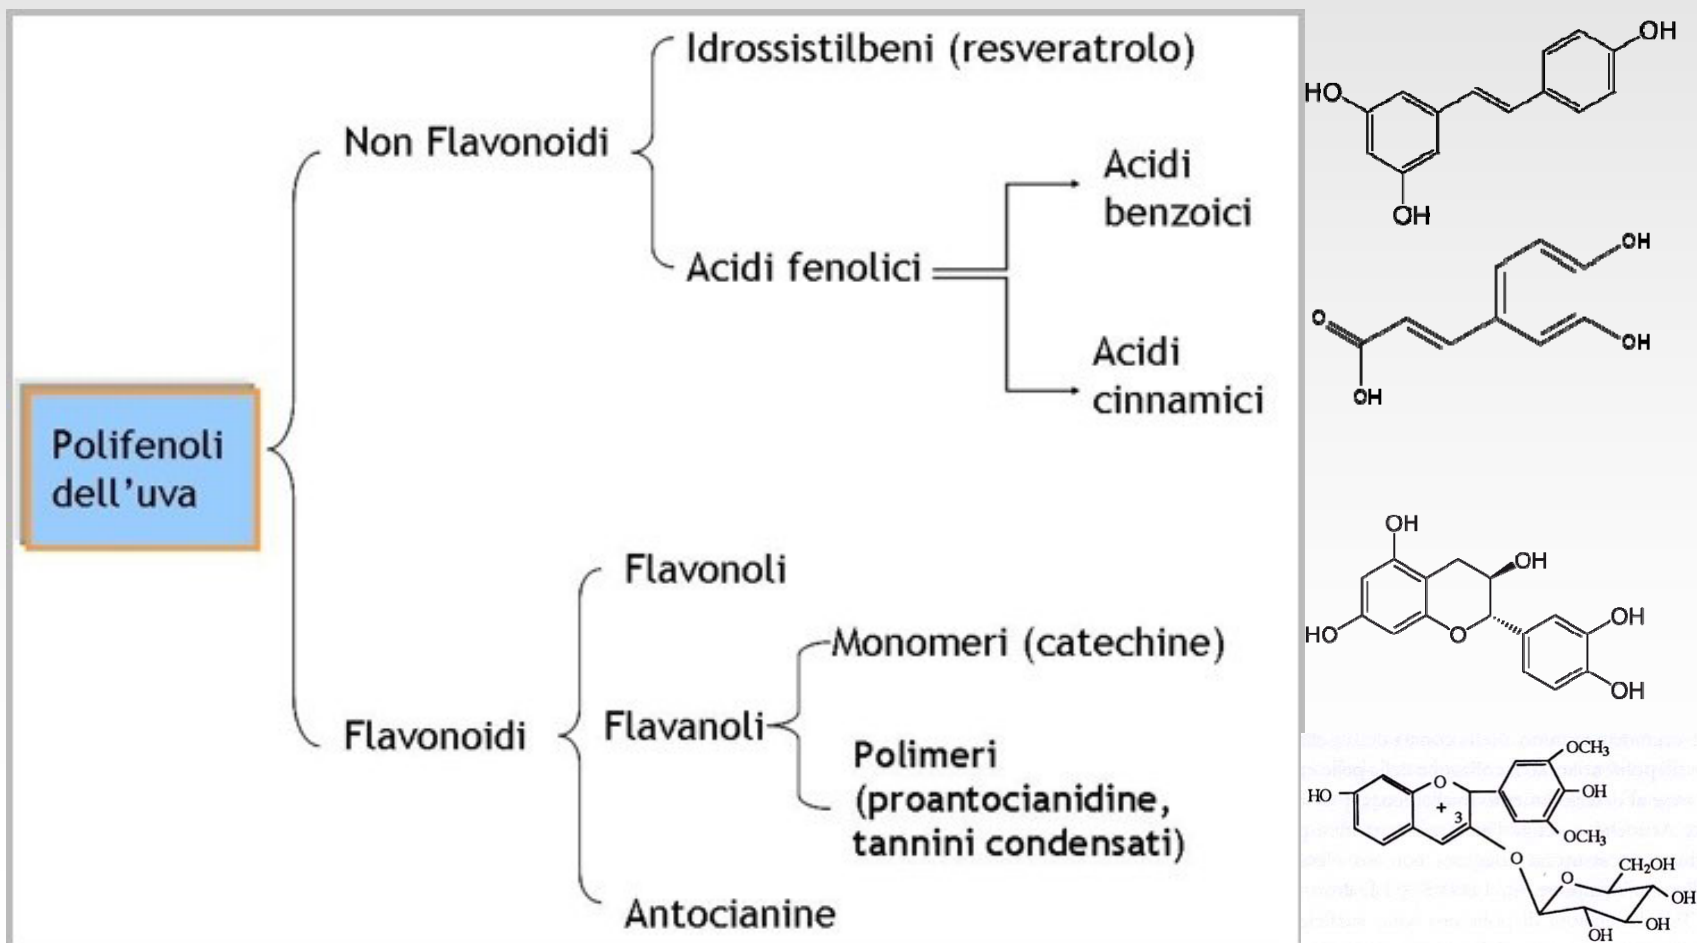 Idrossistilbeni (resveratrolo)
Non Flavonoidi
Acidi
benzoici
Acidi fenolici
Acidi
cinnamici
Polifenoli
dell'uva
Flavonoli
Monomeri (catechine)
Flavanoli
Flavonoidi
Polimeri
(proantocianidine,
tannini condensati)
Antocianine
OH
HO
OH
OH
O
OH
OH
OH
OH
HO
O
OH
OH
OCH3
O
HO
OH
+
3
OCH3
O
CH2OH
O
OH
OH
OH